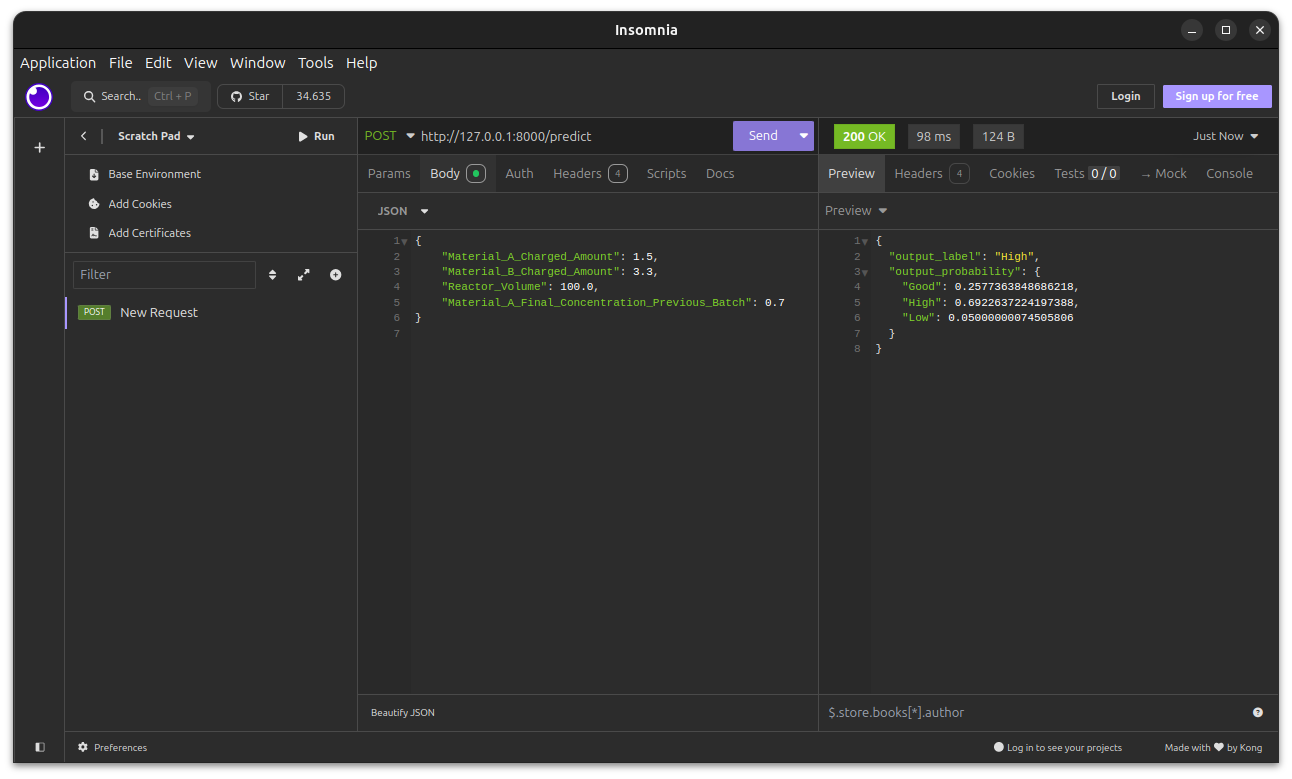 Insomnia
Application File Edit View Window Tools Help
Search.. Ctrl + P Star 34.635 Login Sign up for free
Scratch Pad Run
POST http://127.0.0.1:8000/predict Send
200 OK 98 ms 124 B Just Now
Base Environment
Add Cookies
Add Certificates
Filter
POST New Request
Params Body Auth Headers 4 Scripts Docs
JSON
1 {
2 "Material_A_Charged_Amount": 1.5,
3 "Material_B_Charged_Amount": 3.3,
4 "Reactor_Volume": 100.0,
5 "Material_A_Final_Concentration_Previous_Batch": 0.7
6 }
7
Beautify JSON
Preview Headers 4 Cookies Tests 0 / 0 → Mock Console
Preview
1 {
2 "output_label": "High",
3 "output_probability": {
4 "Good": 0.2577363848686218,
5 "High": 0.6922637224197388,
6 "Low": 0.05000000074505806
7 }
8 }
$.store.books[*].author
Preferences
Log in to see your projects Made with ♥ by Kong